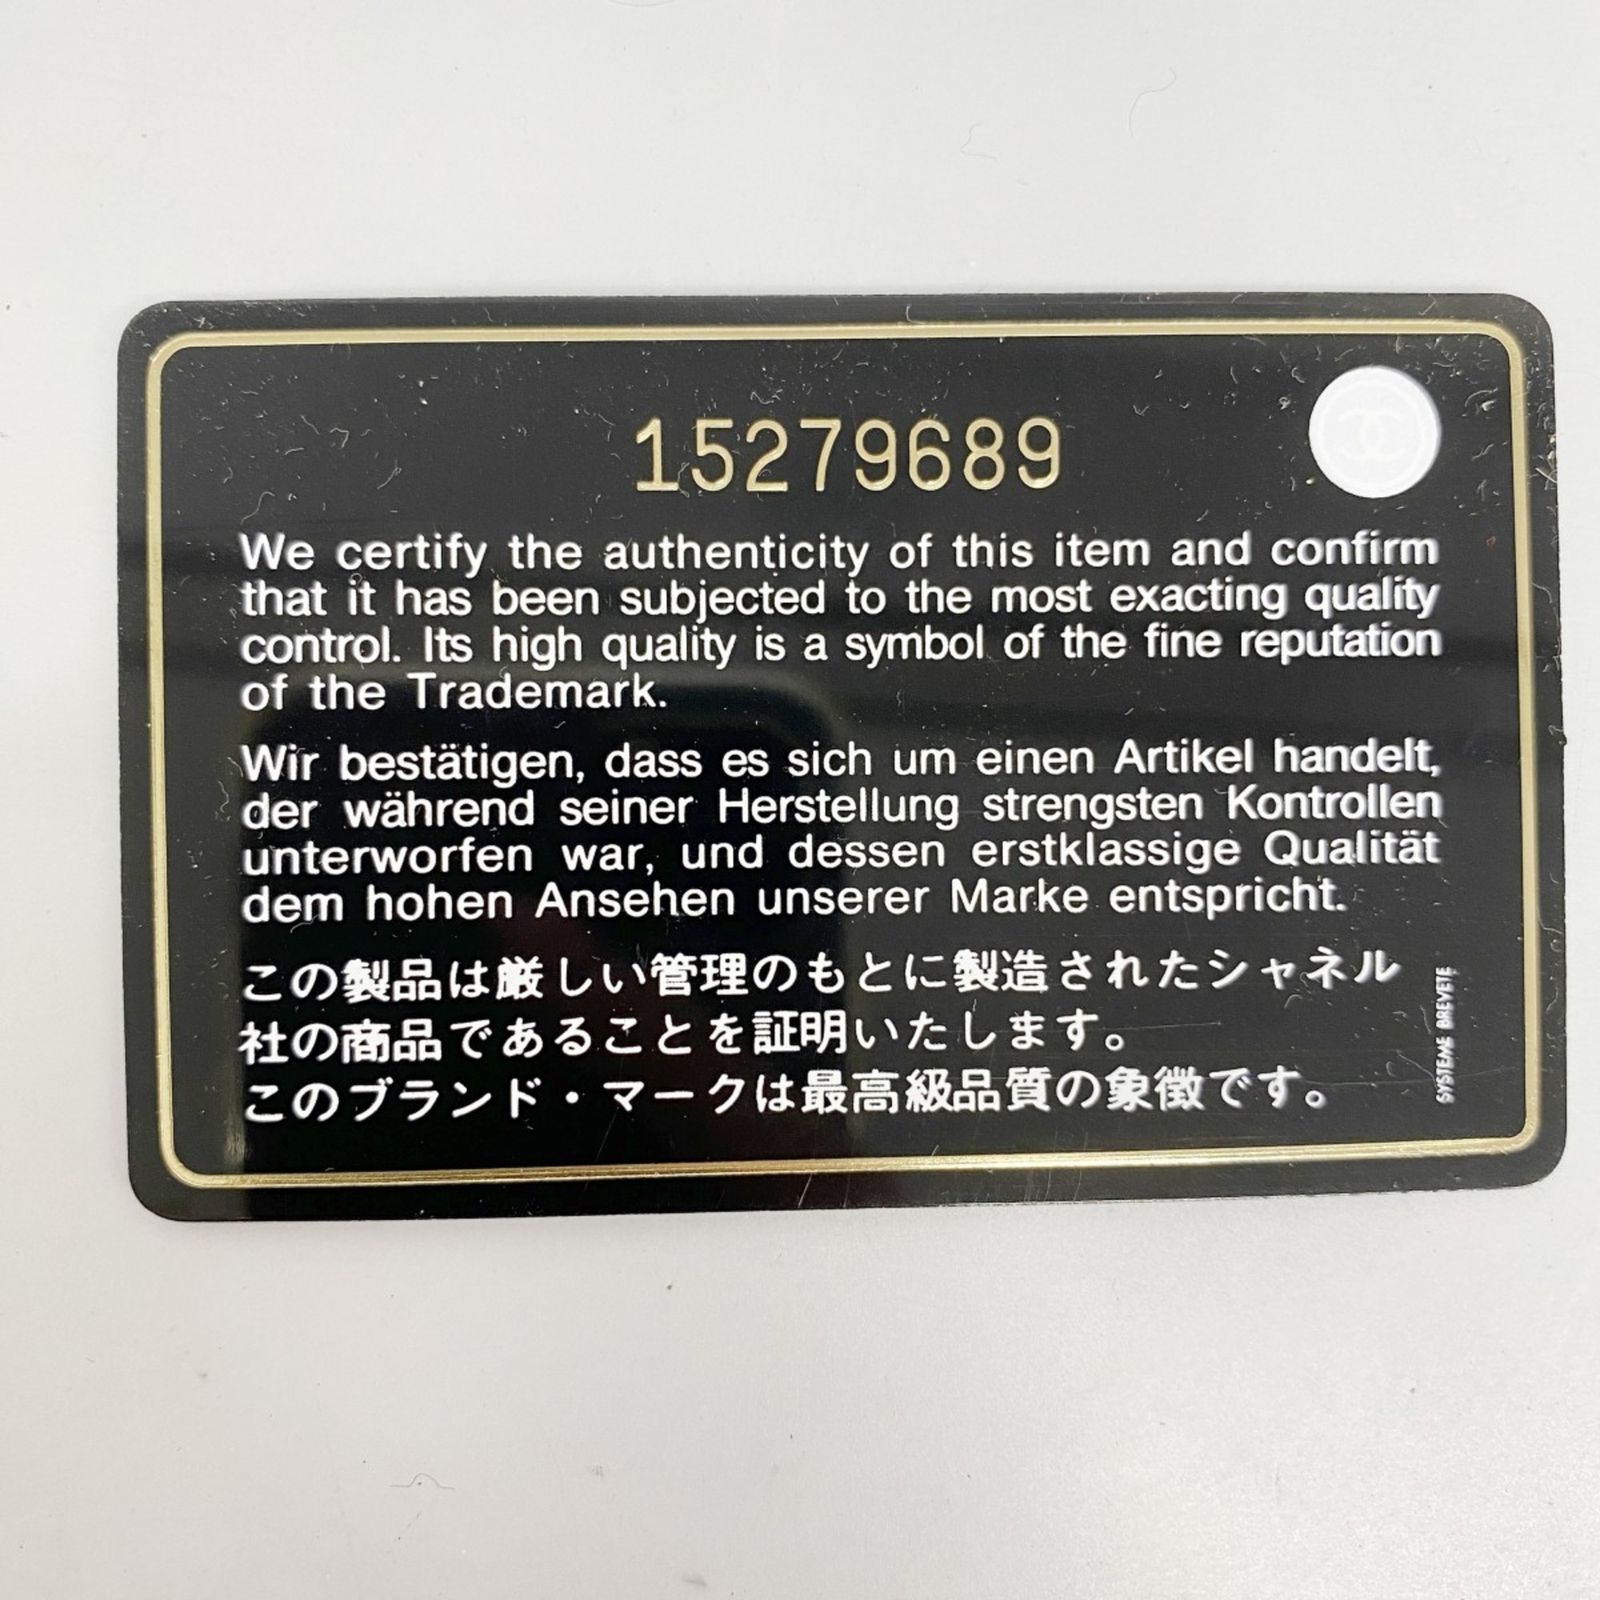 15279689
We certify the authenticity of this item and confirm
that it has been subjected to the most exacting quality
control. Its high quality is a symbol of the fine reputation
of the Trademark.
Wir bestätigen, dass es sich um einen Artikel handelt,
der während seiner Herstellung strengsten Kontrollen
unterworfen war, und dessen erstklassige Qualität
dem hohen Ansehen unserer Marke entspricht.
この製品は厳しい管理のもとに製造されたシャネル
社の商品であることを証明いたします。
このブランド・マークは最高級品質の象徴です。
SYSTEME BREVETE